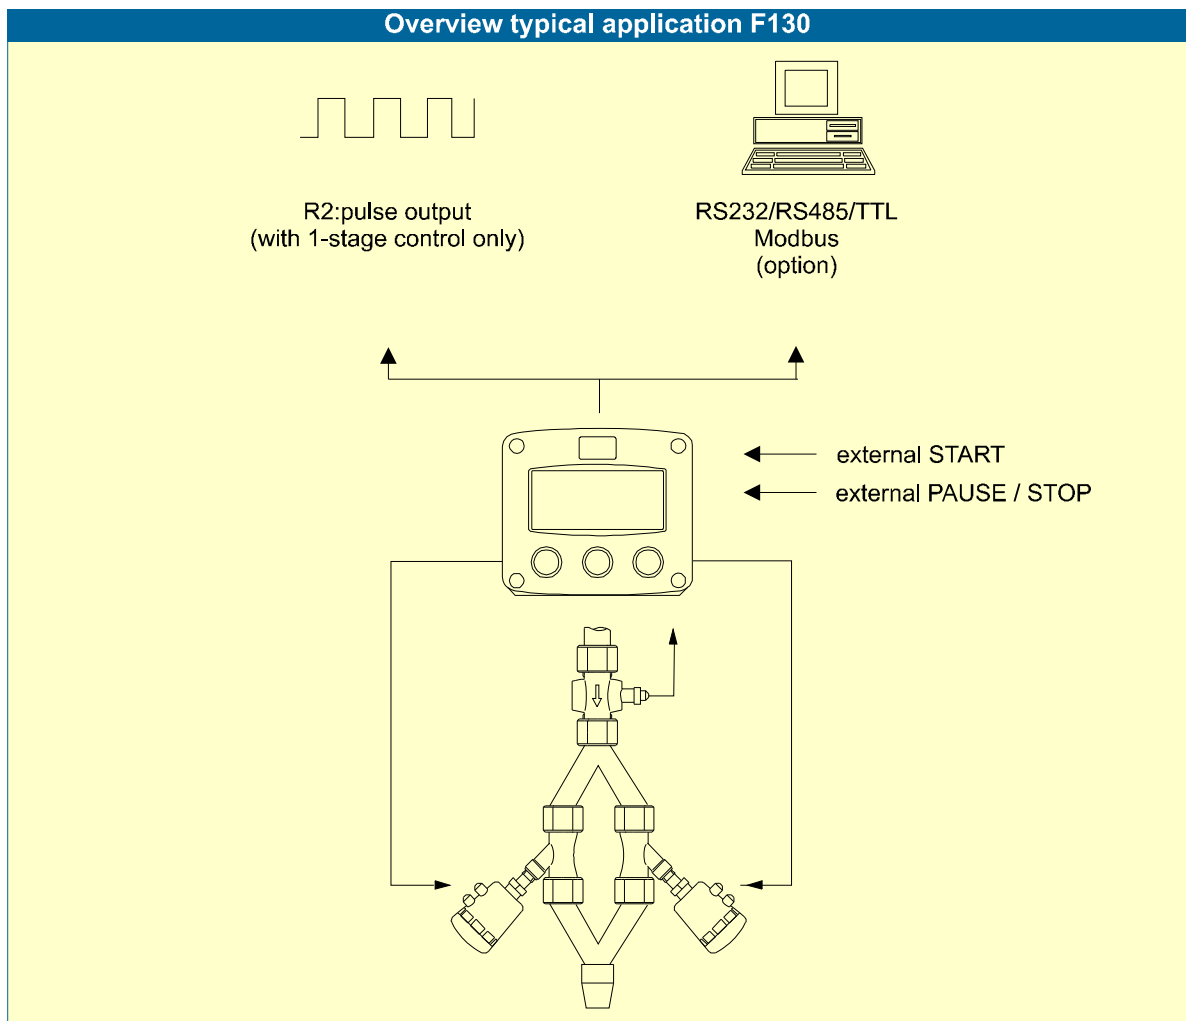 Overview typical application F130
R2:pulse output
(with 1-stage control only)
RS232/RS485/TTL
Modbus
(option)
external START
external PAUSE / STOP